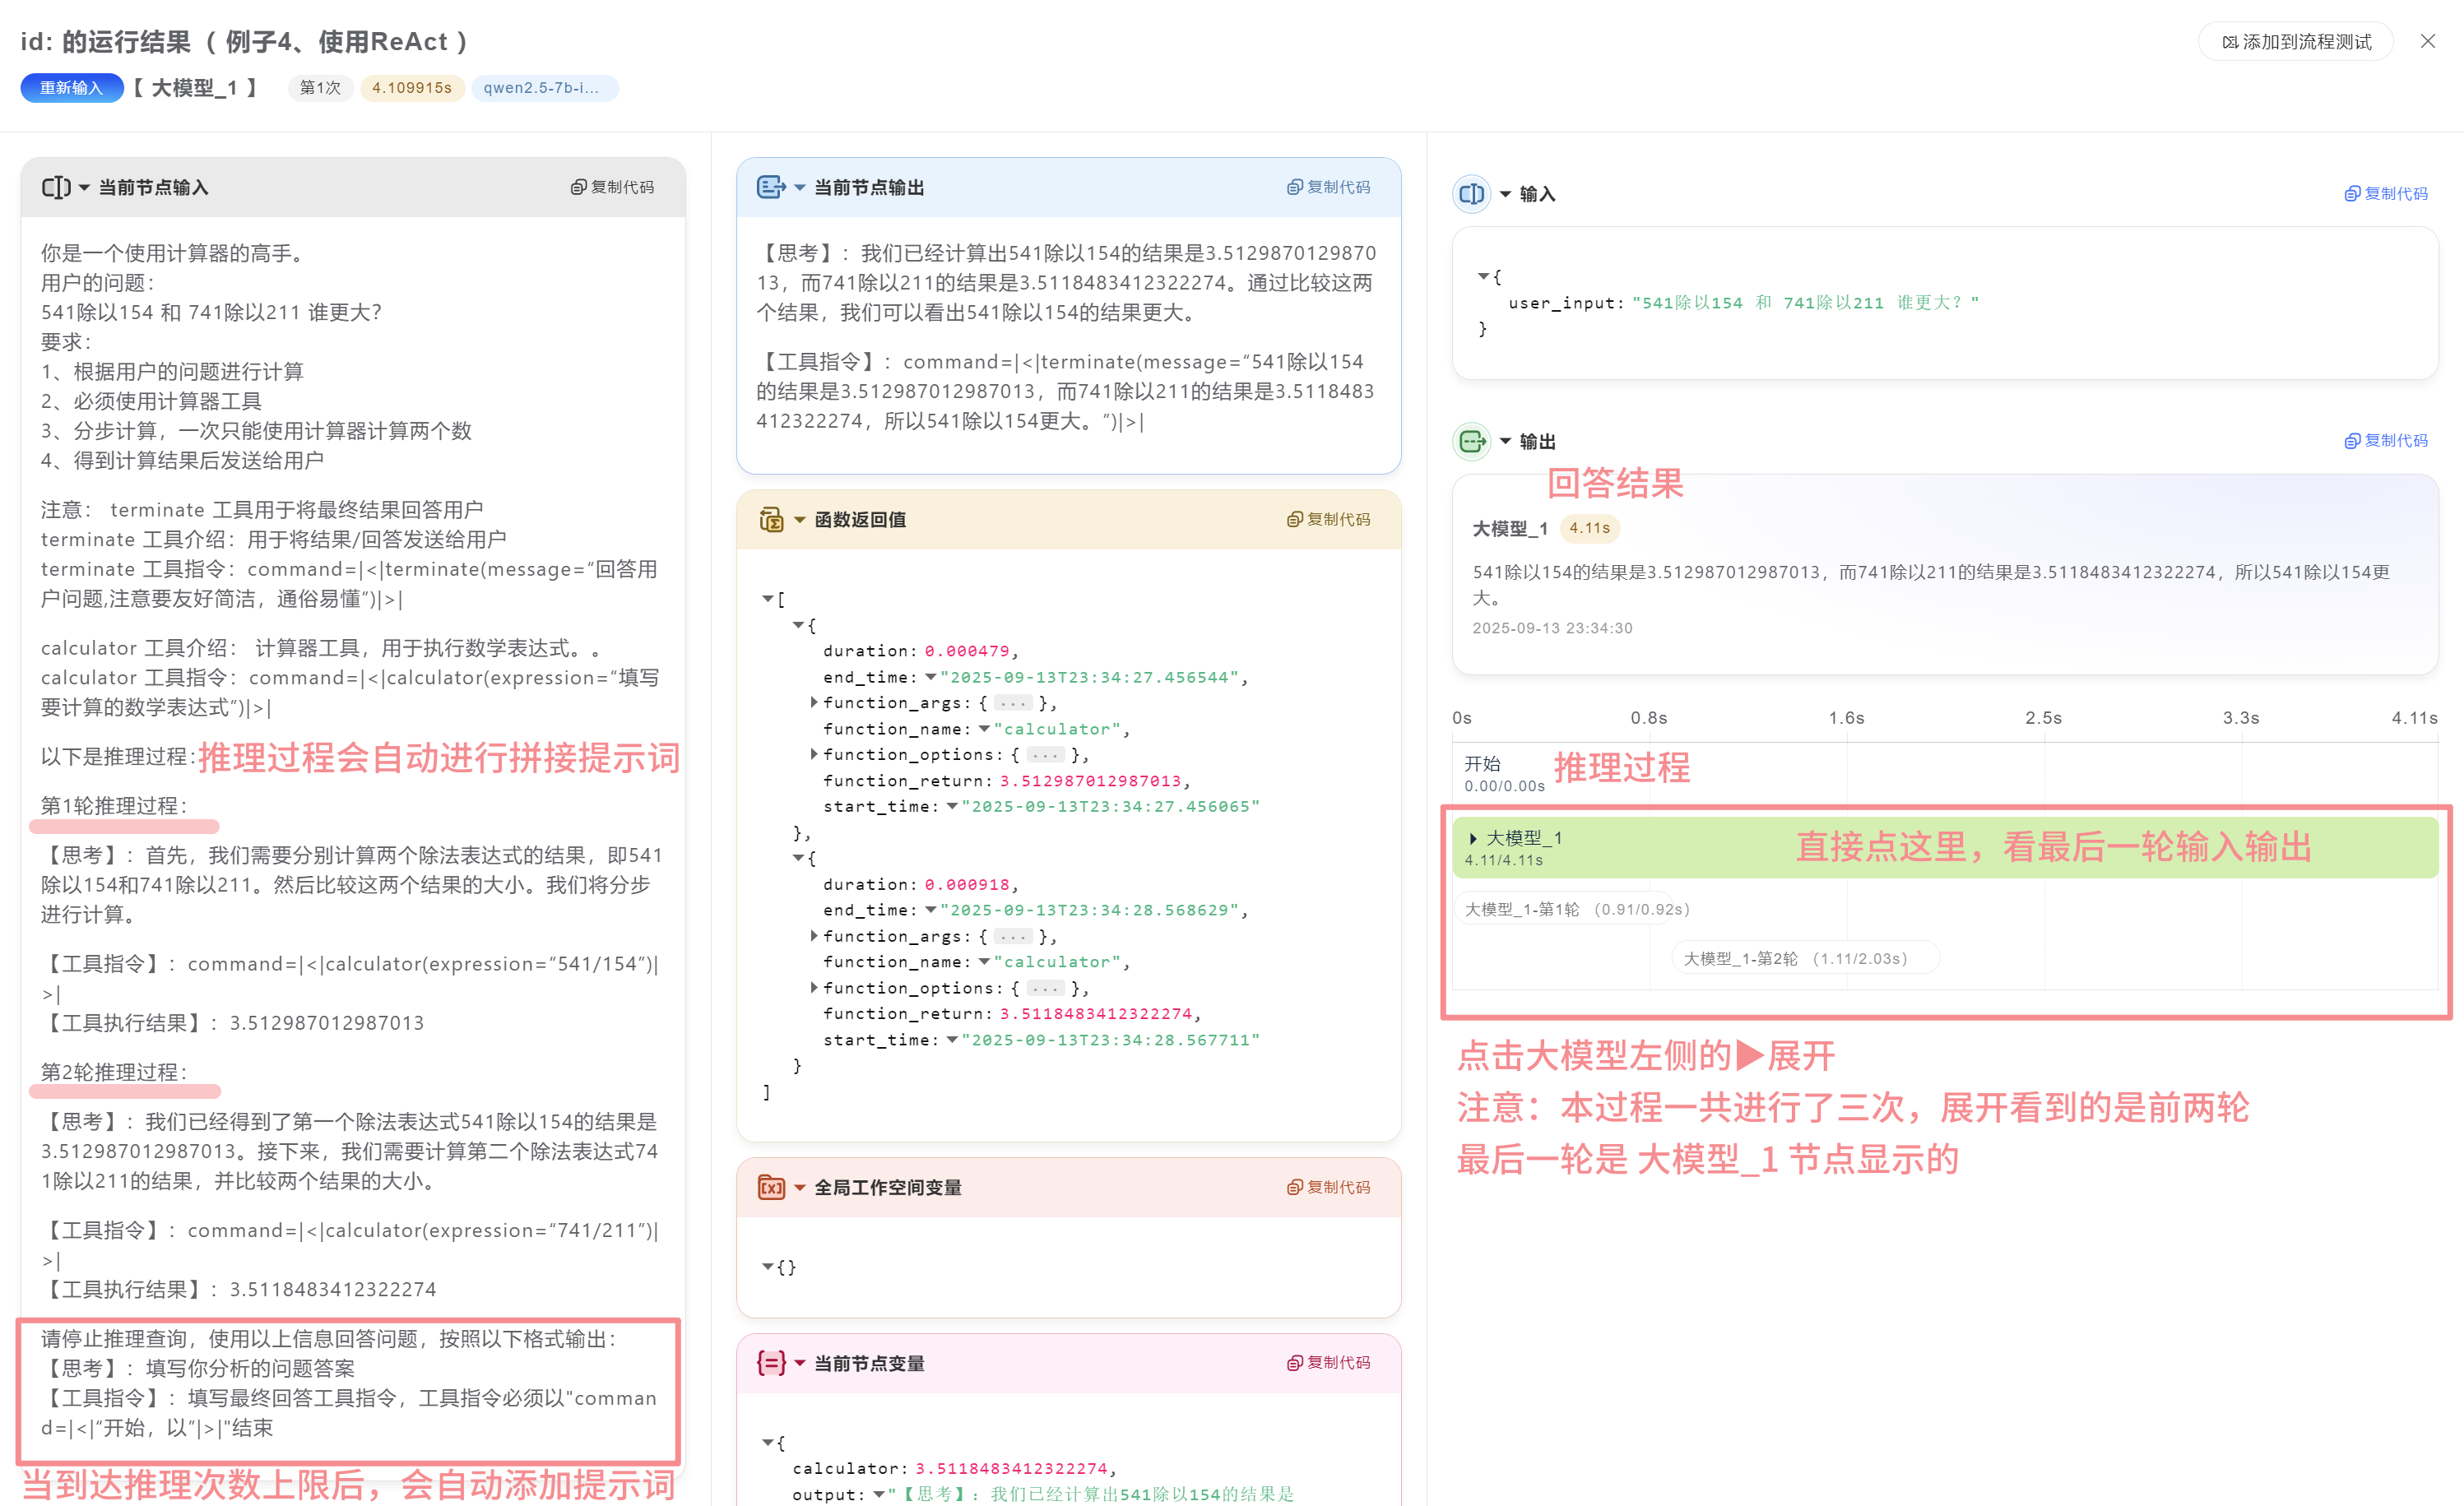 id: 的运行结果（ 例子4、使用ReAct ）
添加到流程测试
重新输入 【 大模型_1 】 第1次 4.109915s qwen2.5-7b-i...
当前节点输入 复制代码
你是一个使用计算器的高手。
用户的问题：
541除以154 和 741除以211 谁更大？
要求：
1、根据用户的问题进行计算
2、必须使用计算器工具
3、分步计算，一次只能使用计算器计算两个数
4、得到计算结果后发送给用户
注意： terminate 工具用于将最终结果回答用户
terminate 工具介绍：用于将结果/回答发送给用户
terminate 工具指令：command=|<|terminate(message=“回答用
户问题,注意要友好简洁，通俗易懂”)|>|
calculator 工具介绍： 计算器工具，用于执行数学表达式。。
calculator 工具指令：command=|<|calculator(expression=“填写
要计算的数学表达式”)|>|
以下是推理过程：
推理过程会自动进行拼接提示词
第1轮推理过程：
【思考】：首先，我们需要分别计算两个除法表达式的结果，即541
除以154和741除以211。然后比较这两个结果的大小。我们将分步
进行计算。
【工具指令】：command=|<|calculator(expression=“541/154”)|
>|
【工具执行结果】：3.512987012987013
第2轮推理过程：
【思考】：我们已经得到了第一个除法表达式541除以154的结果是
3.512987012987013。接下来，我们需要计算第二个除法表达式74
1除以211的结果，并比较两个结果的大小。
【工具指令】：command=|<|calculator(expression=“741/211”)|
>|
【工具执行结果】：3.5118483412322274
请停止推理查询，使用以上信息回答问题，按照以下格式输出：
【思考】：填写你分析的问题答案
【工具指令】：填写最终回答工具指令，工具指令必须以"comman
d=|<|“开始，以”|>|"结束
当到达推理次数上限后，会自动添加提示词
当前节点输出 复制代码
【思考】：我们已经计算出541除以154的结果是3.5129870129870
13，而741除以211的结果是3.5118483412322274。通过比较这两
个结果，我们可以看出541除以154的结果更大。
【工具指令】：command=|<|terminate(message=“541除以154
的结果是3.512987012987013，而741除以211的结果是3.5118483
412322274，所以541除以154更大。”)|>|
函数返回值 复制代码
[
{
duration: 0.000479,
end_time: "2025-09-13T23:34:27.456544",
function_args: { ... },
function_name: "calculator",
function_options: { ... },
function_return: 3.512987012987013,
start_time: "2025-09-13T23:34:27.456065"
},
{
duration: 0.000918,
end_time: "2025-09-13T23:34:28.568629",
function_args: { ... },
function_name: "calculator",
function_options: { ... },
function_return: 3.5118483412322274,
start_time: "2025-09-13T23:34:28.567711"
}
]
全局工作空间变量 复制代码
{}
当前节点变量 复制代码
{
calculator: 3.5118483412322274,
output: "【思考】：我们已经计算出541除以154的结果是
输入 复制代码
{
user_input: "541除以154 和 741除以211 谁更大？"
}
输出 复制代码
回答结果
大模型_1 4.11s
541除以154的结果是3.512987012987013，而741除以211的结果是3.5118483412322274，所以541除以154更
大。
2025-09-13 23:34:30
0s 0.8s 1.6s 2.5s 3.3s 4.11s
开始
0.00/0.00s
推理过程
大模型_1
4.11/4.11s
直接点这里，看最后一轮输入输出
大模型_1-第1轮 （0.91/0.92s）
大模型_1-第2轮 （1.11/2.03s）
点击大模型左侧的▶展开
注意：本过程一共进行了三次，展开看到的是前两轮
最后一轮是 大模型_1 节点显示的